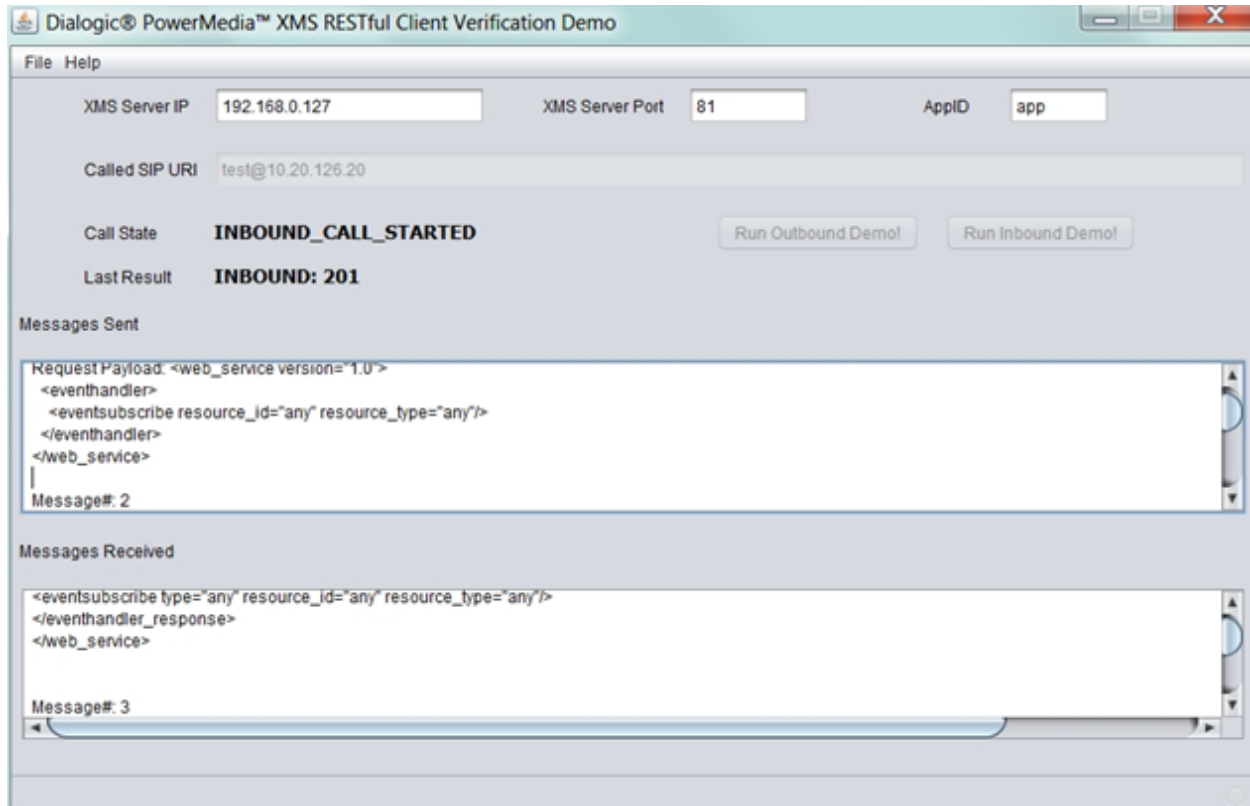 Dialogic® PowerMedia™ XMS RESTful Client Verification Demo
File Help
XMS Server IP 192.168.0.127 XMS Server Port 81 AppID app
Called SIP URI test@10.20.126.20
Call State INBOUND_CALL_STARTED Run Outbound Demo! Run Inbound Demo!
Last Result INBOUND: 201
Messages Sent
Request Payload: <web_service version="1.0">
<eventhandler>
<eventsubscribe resource_id="any" resource_type="any"/>
</eventhandler>
</web_service>
Message#: 2
Messages Received
<eventsubscribe type="any" resource_id="any" resource_type="any"/>
</eventhandler_response>
</web_service>
Message#: 3